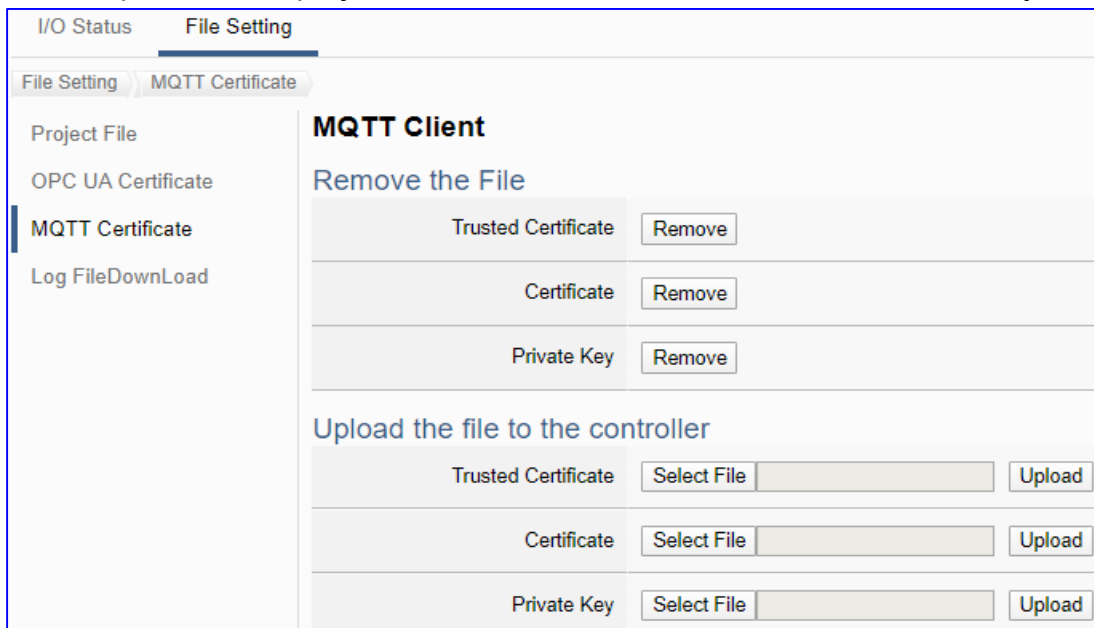 I/O Status File Setting
File Setting MQTT Certificate
Project File
OPC UA Certificate
MQTT Certificate
Log FileDownLoad
MQTT Client
Remove the File
Trusted Certificate Remove
Certificate Remove
Private Key Remove
Upload the file to the controller
Trusted Certificate Select File Upload
Certificate Select File Upload
Private Key Select File Upload